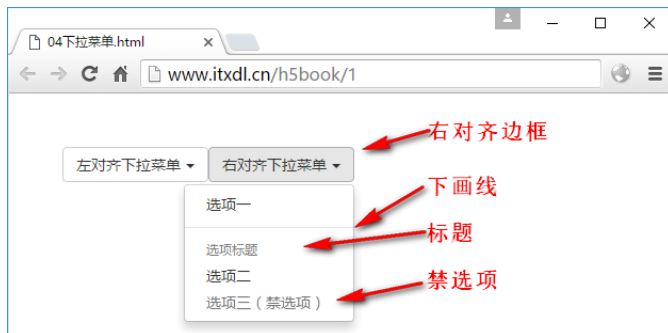 04下拉菜单.html
www.itxdl.cn/h5book/1
右对齐边框
左对齐下拉菜单 右对齐下拉菜单
下画线
选项一
标题
选项标题
选项二
禁选项
选项三（禁选项）